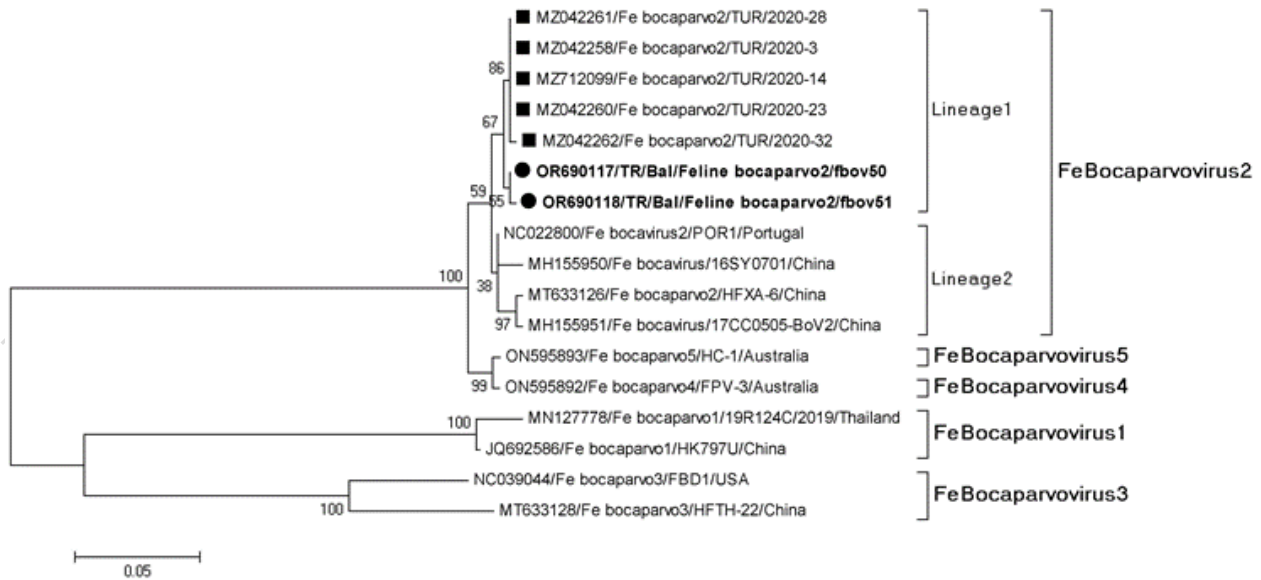 MZ042261/Fe bocaparvo2/TUR/2020-28
MZ042258/Fe bocaparvo2/TUR/2020-3
86
MZ712099/Fe bocaparvo2/TUR/2020-14
MZ042260/Fe bocaparvo2/TUR/2020-23
Lineage1
67
MZ042262/Fe bocaparvo2/TUR/2020-32
OR690117/TR/Bal/Feline bocaparvo2/fbov50
FeBocaparvovirus2
59
55
OR690118/TR/Bal/Feline bocaparvo2/fbov51
NC022800/Fe bocavirus2/POR1/Portugal
MH155950/Fe bocavirus/16SY0701/China
100
38
Lineage2
MT633126/Fe bocaparvo2/HFXA-6/China
97
MH155951/Fe bocavirus/17CC0505-BoV2/China
ON595893/Fe bocaparvo5/HC-1/Australia
FeBocaparvovirus5
99
ON595892/Fe bocaparvo4/FPV-3/Australia
FeBocaparvovirus4
MN127778/Fe bocaparvo1/19R124C/2019/Thailand
100
FeBocaparvovirus1
JQ692586/Fe bocaparvo1/HK797U/China
NC039044/Fe bocaparvo3/FBD1/USA
FeBocaparvovirus3
100
MT633128/Fe bocaparvo3/HFTH-22/China
0.05